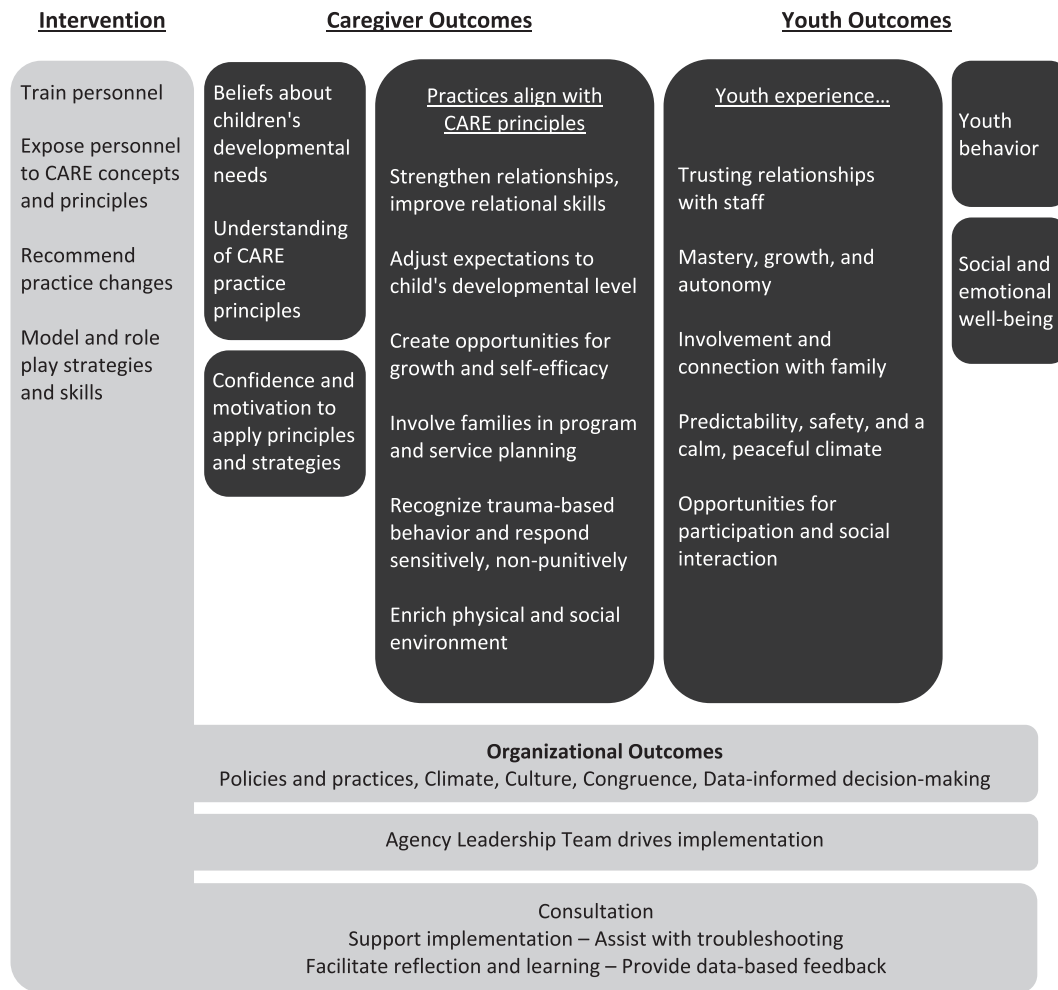 Intervention
Caregiver Outcomes
Youth Outcomes
Train personnel
Expose personnel
to CARE concepts
and principles
Recommend
practice changes
Model and role
play strategies
and skills
Beliefs about
children's
developmental
needs
Understanding
of CARE
practice
principles
Confidence and
motivation to
apply principles
and strategies
Practices align with
CARE principles
Strengthen relationships,
improve relational skills
Adjust expectations to
child's developmental level
Create opportunities for
growth and self-efficacy
Involve families in program
and service planning
Recognize trauma-based
behavior and respond
sensitively, non-punitively
Enrich physical and social
environment
Youth experience...
Trusting relationships
with staff
Mastery, growth, and
autonomy
Involvement and
connection with family
Predictability, safety, and a
calm, peaceful climate
Opportunities for
participation and social
interaction
Youth
behavior
Social and
emotional
well-being
Organizational Outcomes
Policies and practices, Climate, Culture, Congruence, Data-informed decision-making
Agency Leadership Team drives implementation
Consultation
Support implementation – Assist with troubleshooting
Facilitate reflection and learning – Provide data-based feedback